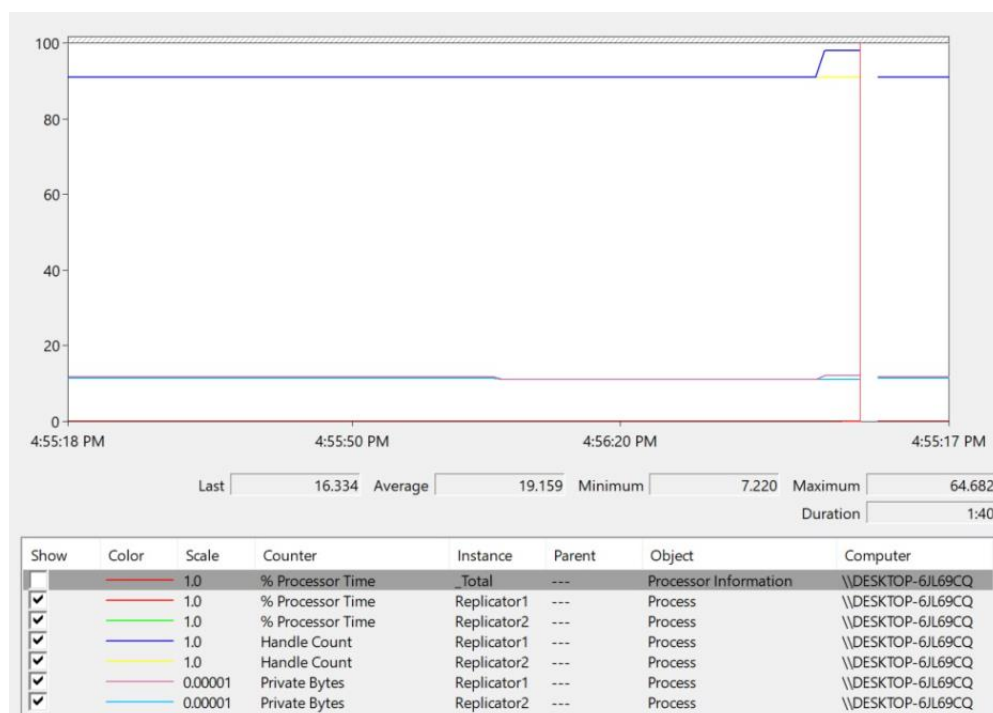 100
80
60
40
20
0
4:55:18 PM 4:55:50 PM 4:56:20 PM 4:55:17 PM
Last 16.334 Average 19.159 Minimum 7.220 Maximum 64.682
Duration 1:40
Show Color Scale Counter Instance Parent Object Computer
1.0 % Processor Time _Total --- Processor Information \\DESKTOP-6JL69CQ
1.0 % Processor Time Replicator1 --- Process \\DESKTOP-6JL69CQ
1.0 % Processor Time Replicator2 --- Process \\DESKTOP-6JL69CQ
1.0 Handle Count Replicator1 --- Process \\DESKTOP-6JL69CQ
1.0 Handle Count Replicator2 --- Process \\DESKTOP-6JL69CQ
0.00001 Private Bytes Replicator1 --- Process \\DESKTOP-6JL69CQ
0.00001 Private Bytes Replicator2 --- Process \\DESKTOP-6JL69CQ